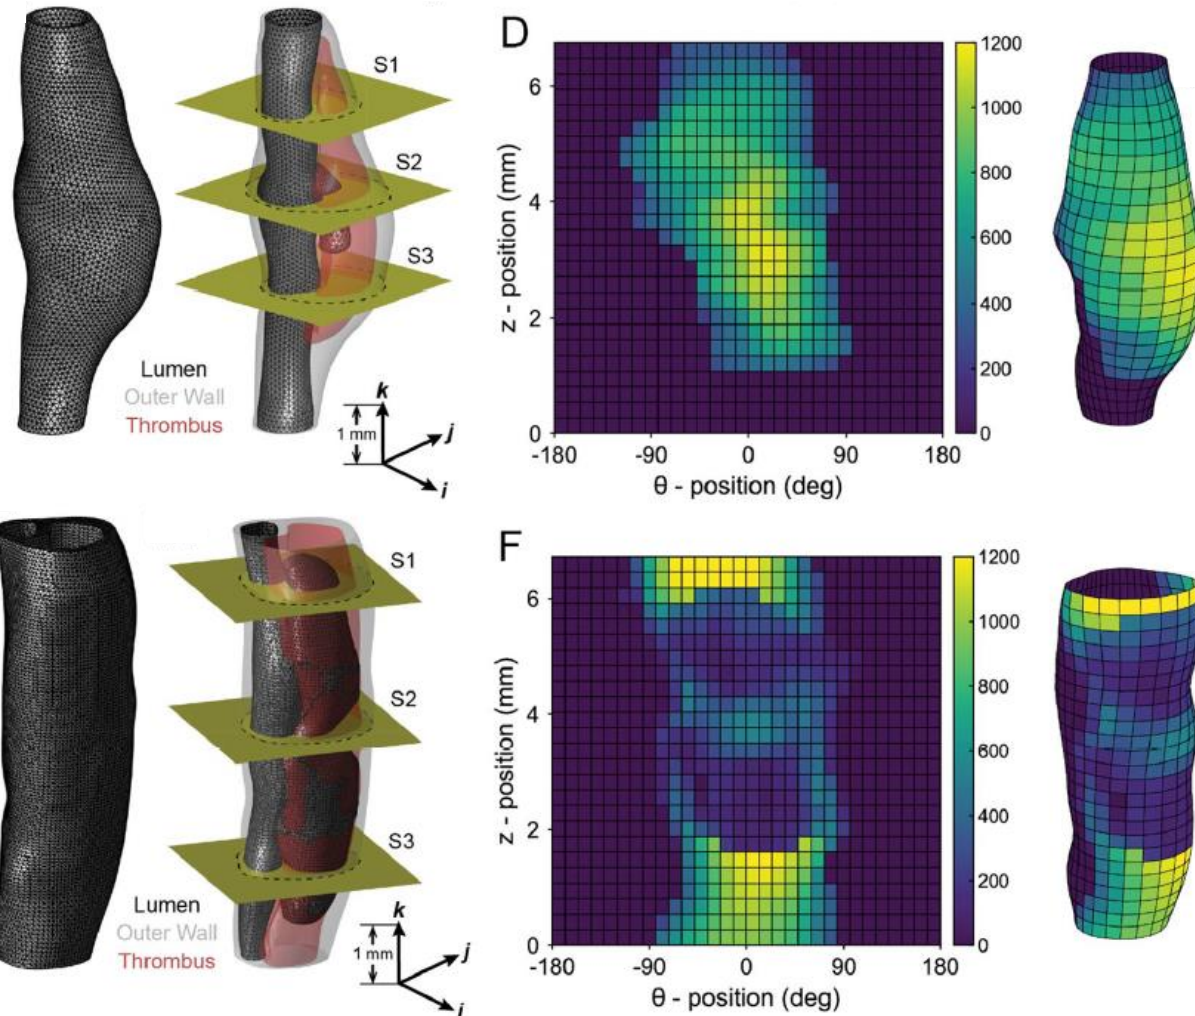 S1
S2
S3
Lumen
Outer Wall
Thrombus
k
1 mm
j
i
D
z - position (mm)
6
4
2
0
-180
-90
0
90
180
θ - position (deg)
1200
1000
800
600
400
200
0
S1
S2
S3
Lumen
Outer Wall
Thrombus
k
1 mm
j
i
F
z - position (mm)
6
4
2
0
-180
-90
0
90
180
θ - position (deg)
1200
1000
800
600
400
200
0